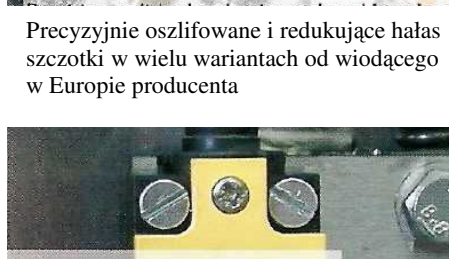 Precyzyjnie oszlifowane i redukujące hałas
szczotki w wielu wariantach od wiodącego
w Europie producenta